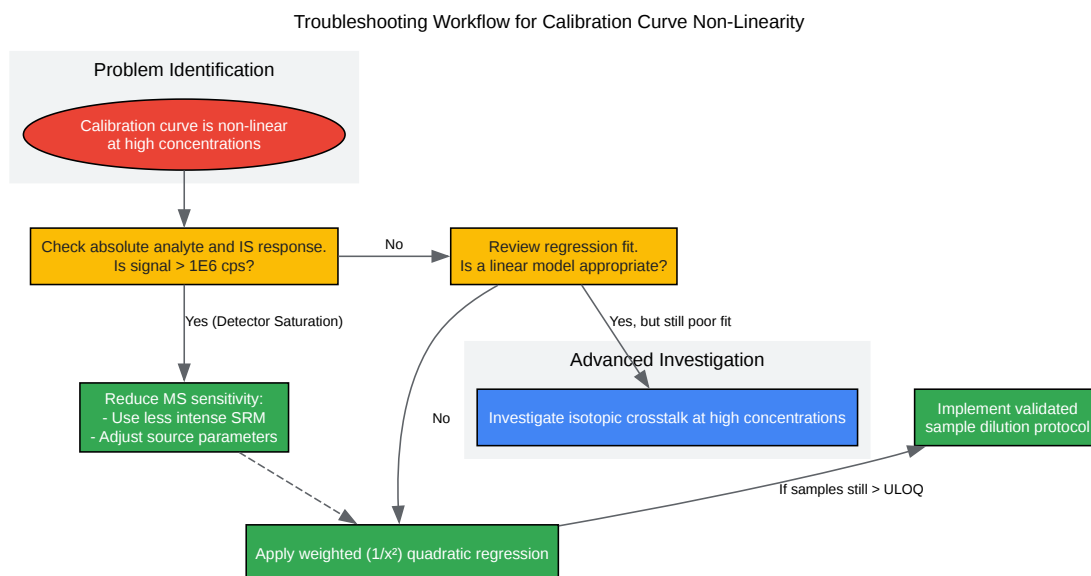 Troubleshooting Workflow for Calibration Curve Non-Linearity
Problem Identification
Calibration curve is non-linear
at high concentrations
Check absolute analyte and IS response.
Is signal > 1E6 cps?
No
Review regression fit.
Is a linear model appropriate?
Yes (Detector Saturation)
Yes, but still poor fit
Advanced Investigation
Reduce MS sensitivity:
- Use less intense SRM
- Adjust source parameters
No
Investigate isotopic crosstalk at high concentrations
Implement validated
sample dilution protocol
If samples still > ULOQ
Apply weighted (1/x²) quadratic regression